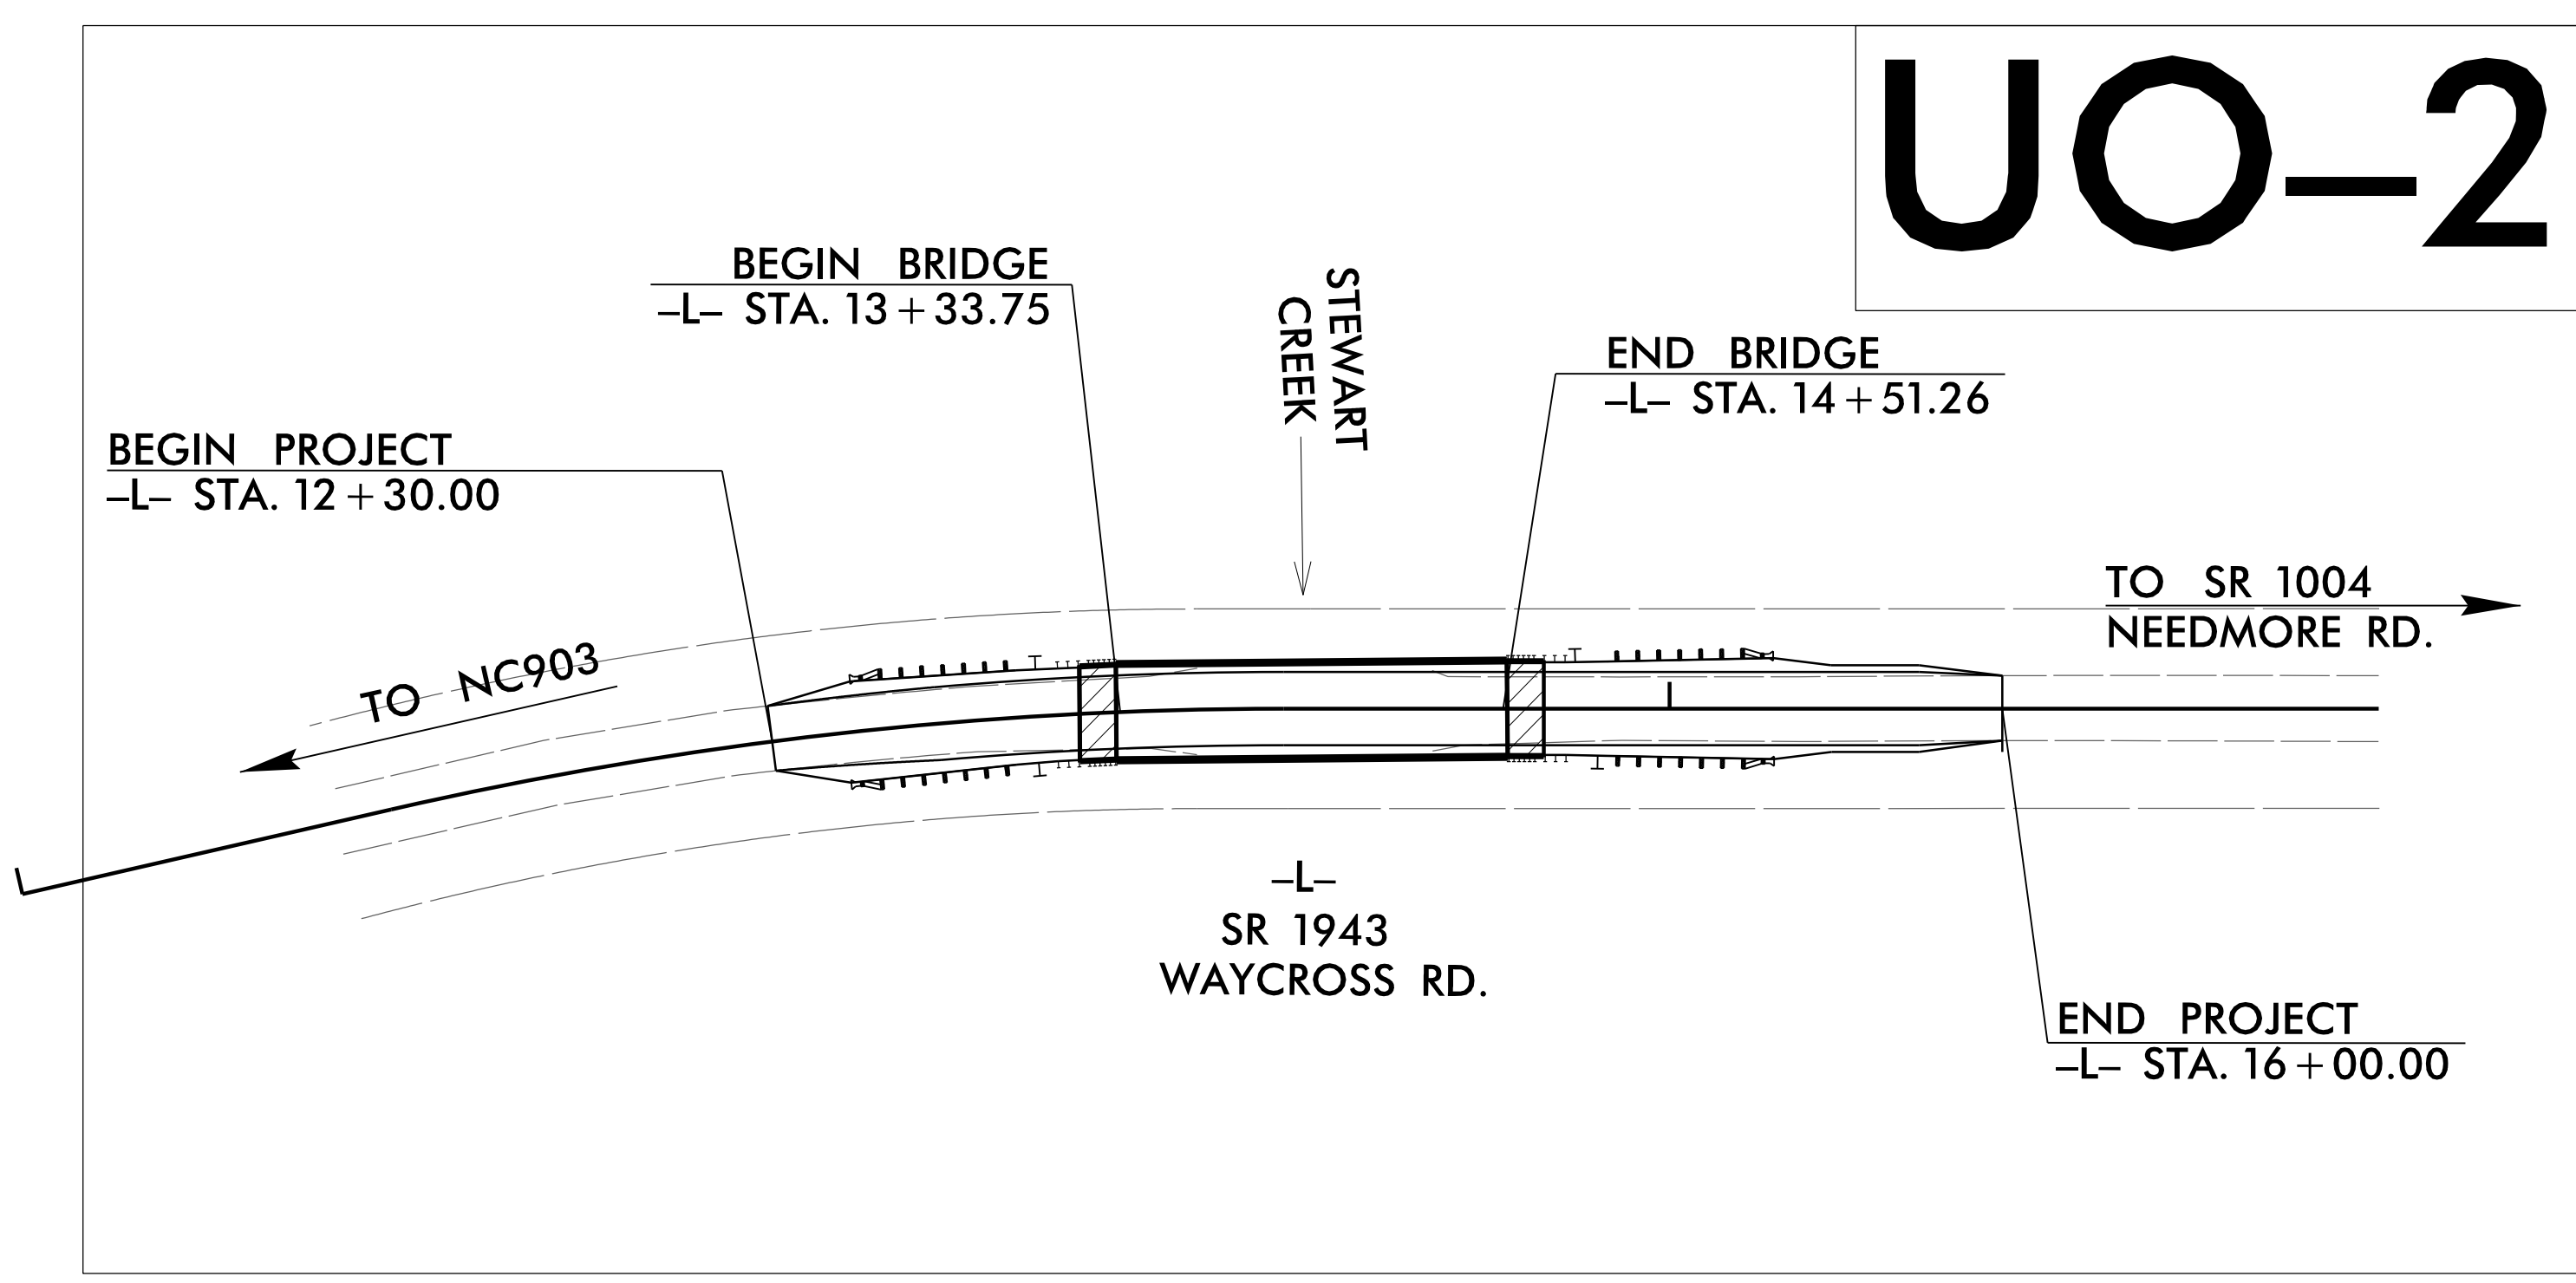 UO–2
BEGIN BRIDGE
–L– STA. 13+33.75
STEWART
CREEK
END BRIDGE
–L– STA. 14+51.26
BEGIN PROJECT
–L– STA. 12+30.00
TO SR 1004
NEEDMORE RD.
TO NC903
–L–
SR 1943
WAYCROSS RD.
END PROJECT
–L– STA. 16+00.00